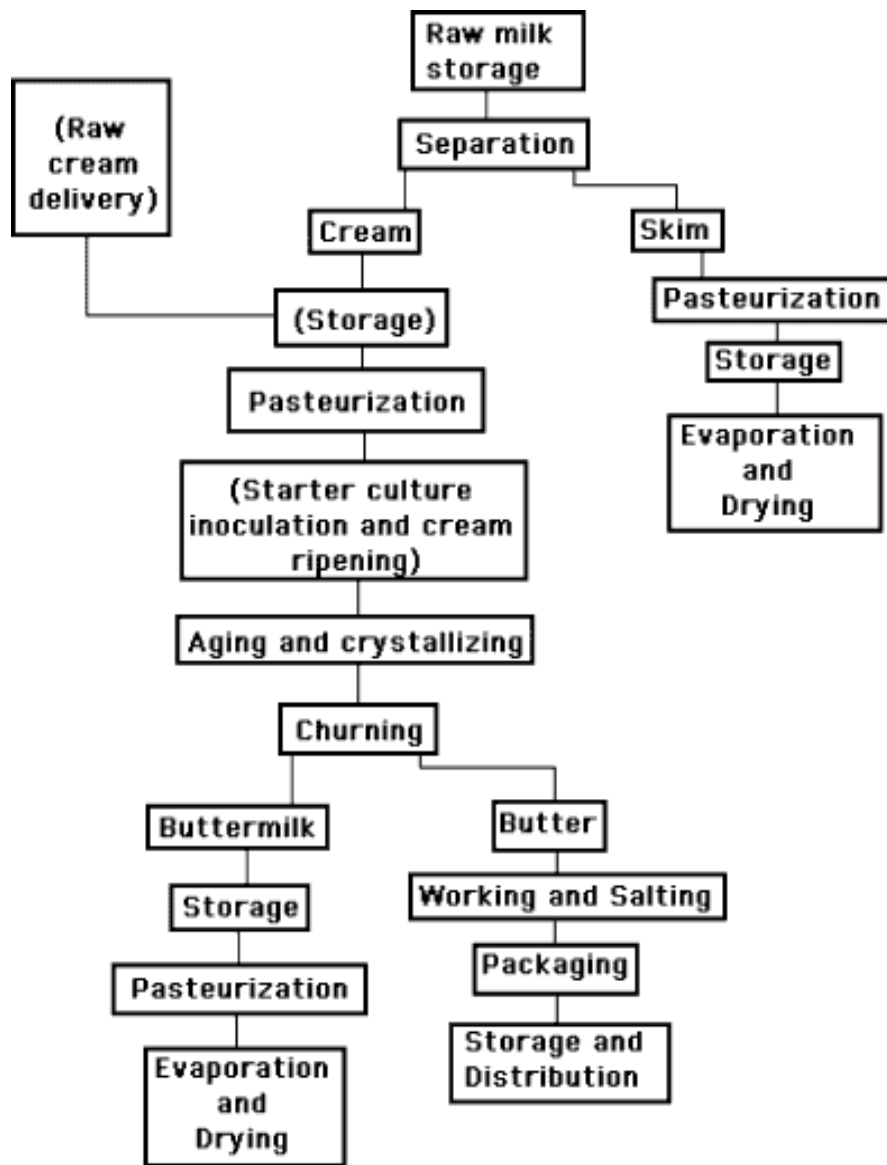 Raw milk
storage
(Raw
cream
delivery)
Separation
Cream
Skim
(Storage)
Pasteurization
Storage
Evaporation
and
Drying
Pasteurization
(Starter culture
inoculation and cream
ripening)
Aging and crystallizing
Churning
Buttermilk
Storage
Pasteurization
Evaporation
and
Drying
Butter
Working and Salting
Packaging
Storage and
Distribution